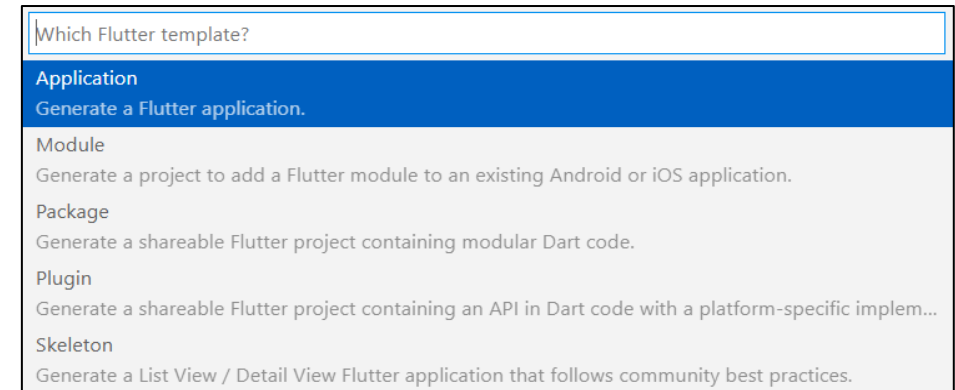 Which Flutter template?
Application
Generate a Flutter application.
Module
Generate a project to add a Flutter module to an existing Android or iOS application.
Package
Generate a shareable Flutter project containing modular Dart code.
Plugin
Generate a shareable Flutter project containing an API in Dart code with a platform-specific implem...
Skeleton
Generate a List View / Detail View Flutter application that follows community best practices.